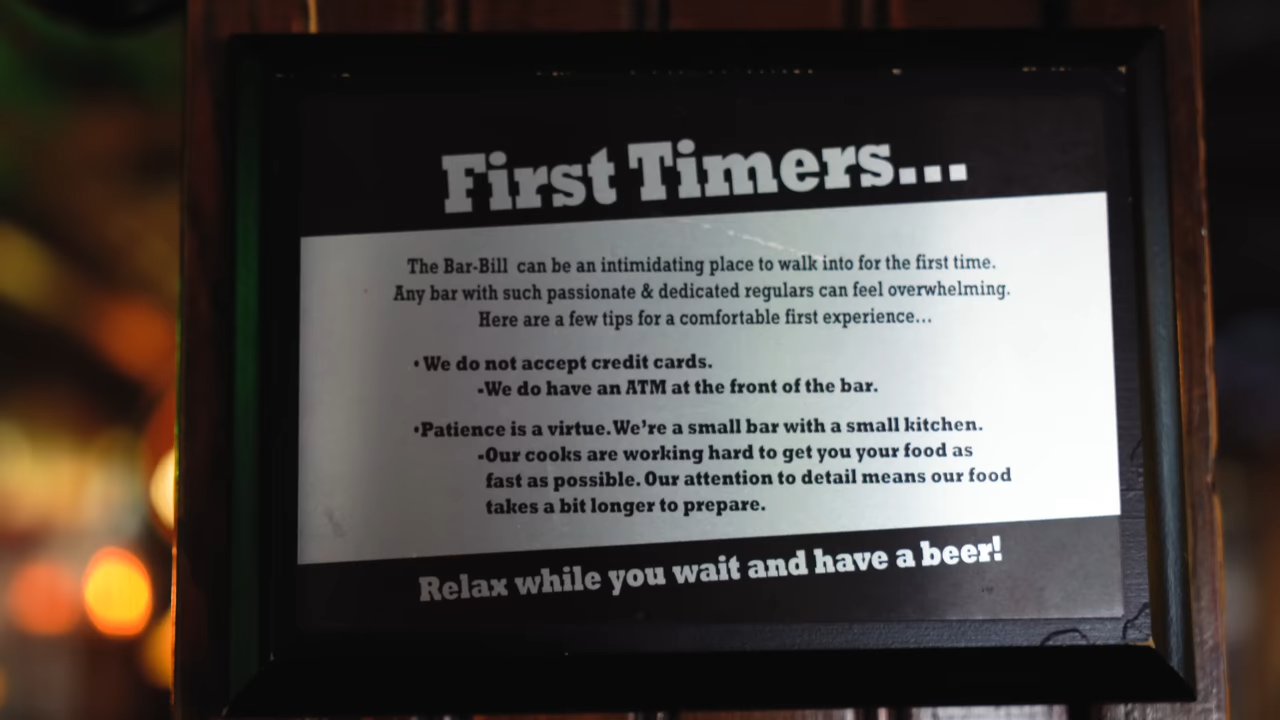 First Timers...
The Bar-Bill can be an intimidating place to walk into for the first time.
Any bar with such passionate & dedicated regulars can feel overwhelming.
Here are a few tips for a comfortable first experience...
• We do not accept credit cards.
-We do have an ATM at the front of the bar.
•Patience is a virtue. We're a small bar with a small kitchen.
-Our cooks are working hard to get you your food as
fast as possible. Our attention to detail means our food
takes a bit longer to prepare.
Relax while you wait and have a beer!